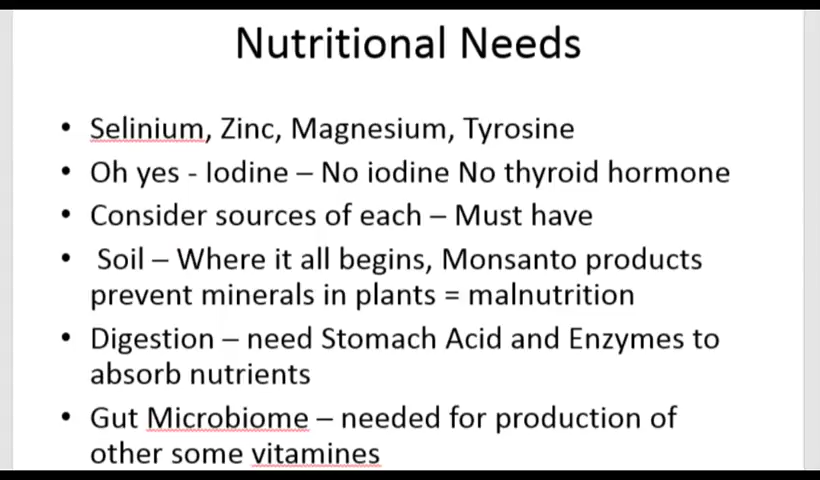 Nutritional Needs
• Selinium, Zinc, Magnesium, Tyrosine
• Oh yes - Iodine – No iodine No thyroid hormone
• Consider sources of each – Must have
• Soil – Where it all begins, Monsanto products
prevent minerals in plants = malnutrition
• Digestion – need Stomach Acid and Enzymes to
absorb nutrients
• Gut Microbiome – needed for production of
other some vitamines